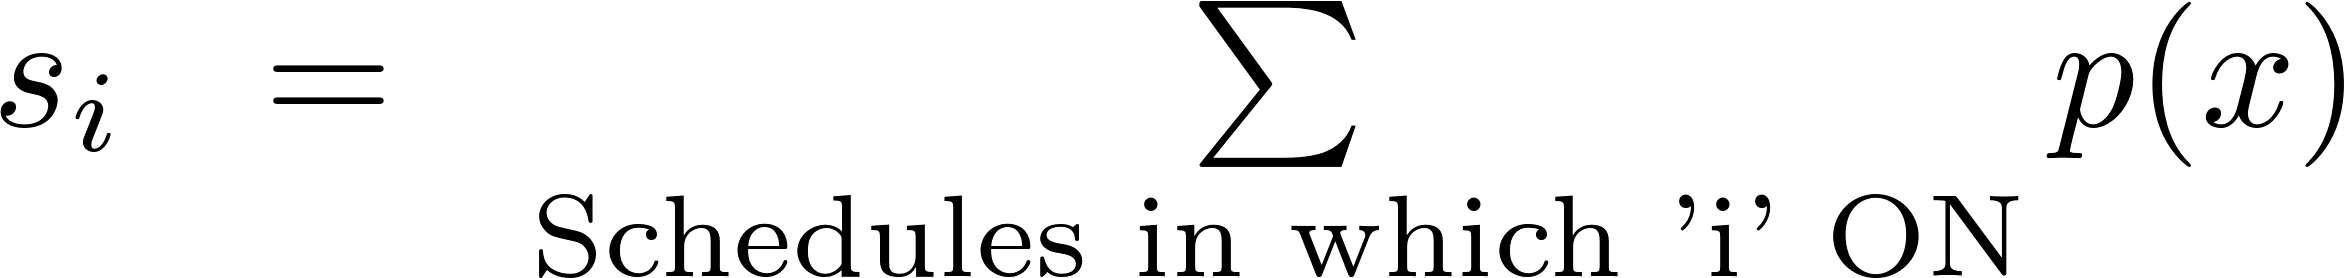 s_i = ∑ p(x)
Schedules in which 'i' ON